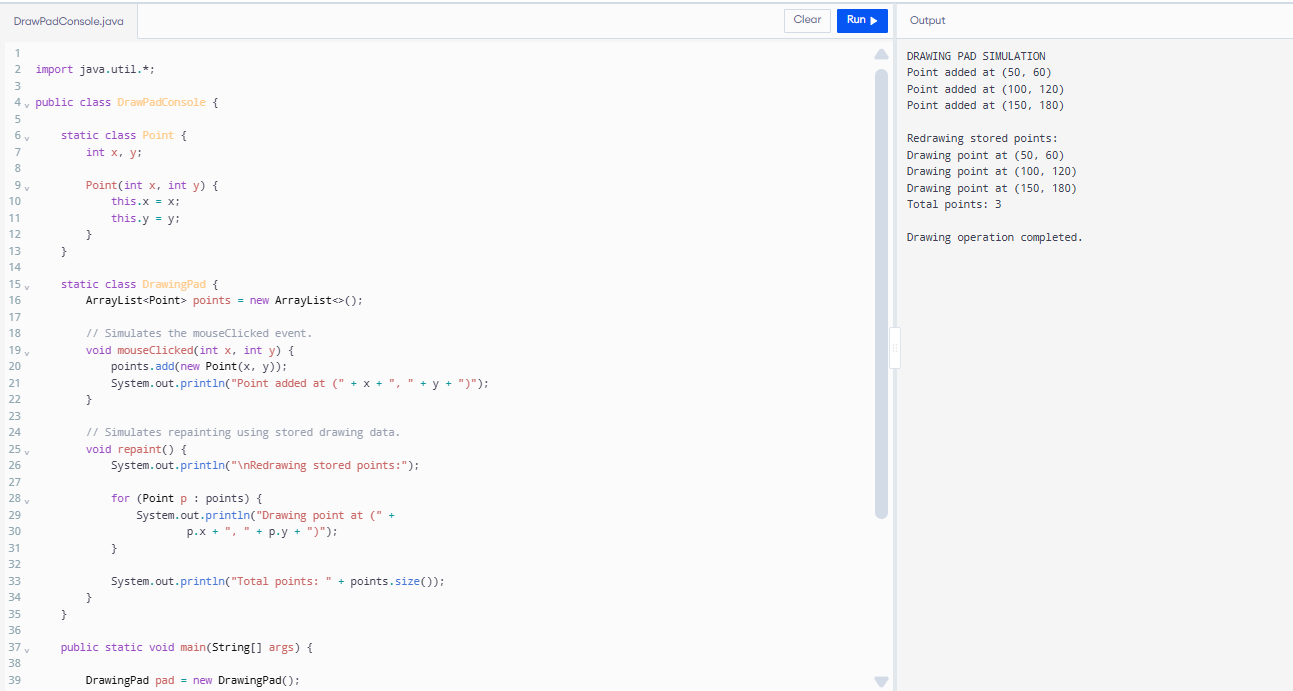 DrawPadConsole.java
Clear
Run
Output
1
2 import java.util.*;
3
4 public class DrawPadConsole {
5
6 static class Point {
7 int x, y;
8
9 Point(int x, int y) {
10 this.x = x;
11 this.y = y;
12 }
13 }
14
15 static class DrawingPad {
16 ArrayList<Point> points = new ArrayList<>();
17
18 // Simulates the mouseClicked event.
19 void mouseClicked(int x, int y) {
20 points.add(new Point(x, y));
21 System.out.println("Point added at (" + x + ", " + y + ")");
22 }
23
24 // Simulates repainting using stored drawing data.
25 void repaint() {
26 System.out.println("\nRedrawing stored points:");
27
28 for (Point p : points) {
29 System.out.println("Drawing point at (" +
30 p.x + ", " + p.y + ")");
31 }
32
33 System.out.println("Total points: " + points.size());
34 }
35 }
36
37 public static void main(String[] args) {
38
39 DrawingPad pad = new DrawingPad();
DRAWING PAD SIMULATION
Point added at (50, 60)
Point added at (100, 120)
Point added at (150, 180)
Redrawing stored points:
Drawing point at (50, 60)
Drawing point at (100, 120)
Drawing point at (150, 180)
Total points: 3
Drawing operation completed.